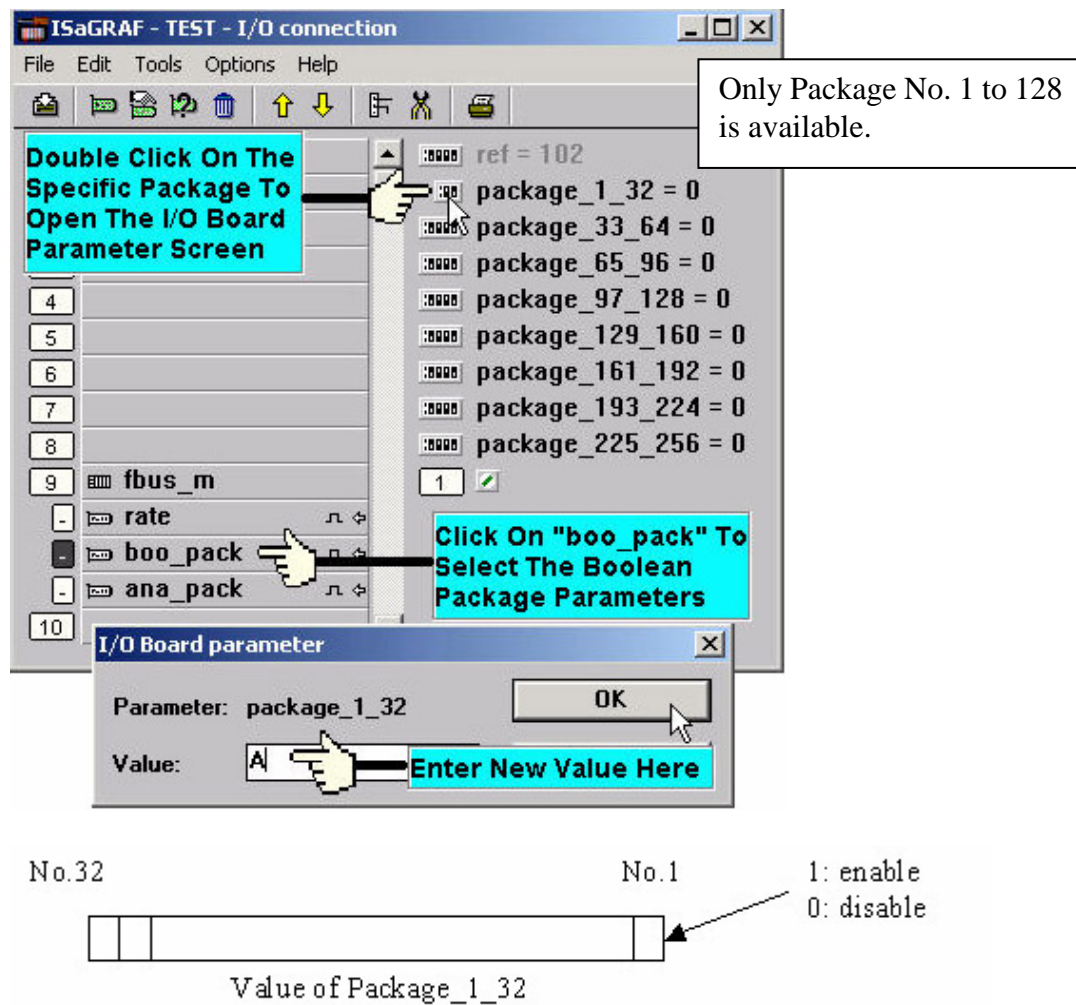 ISaGRAF - TEST - I/O connection
File Edit Tools Options Help
Only Package No. 1 to 128
is available.
Double Click On The
Specific Package To
Open The I/O Board
Parameter Screen
ref = 102
package_1_32 = 0
package_33_64 = 0
package_65_96 = 0
package_97_128 = 0
package_129_160 = 0
package_161_192 = 0
package_193_224 = 0
package_225_256 = 0
1
4
5
6
7
8
9 fbus_m
- rate
- boo_pack
- ana_pack
10
Click On "boo_pack" To
Select The Boolean
Package Parameters
I/O Board parameter
Parameter: package_1_32
OK
Value: A
Enter New Value Here
No.32 No.1
1: enable
0: disable
Value of Package_1_32